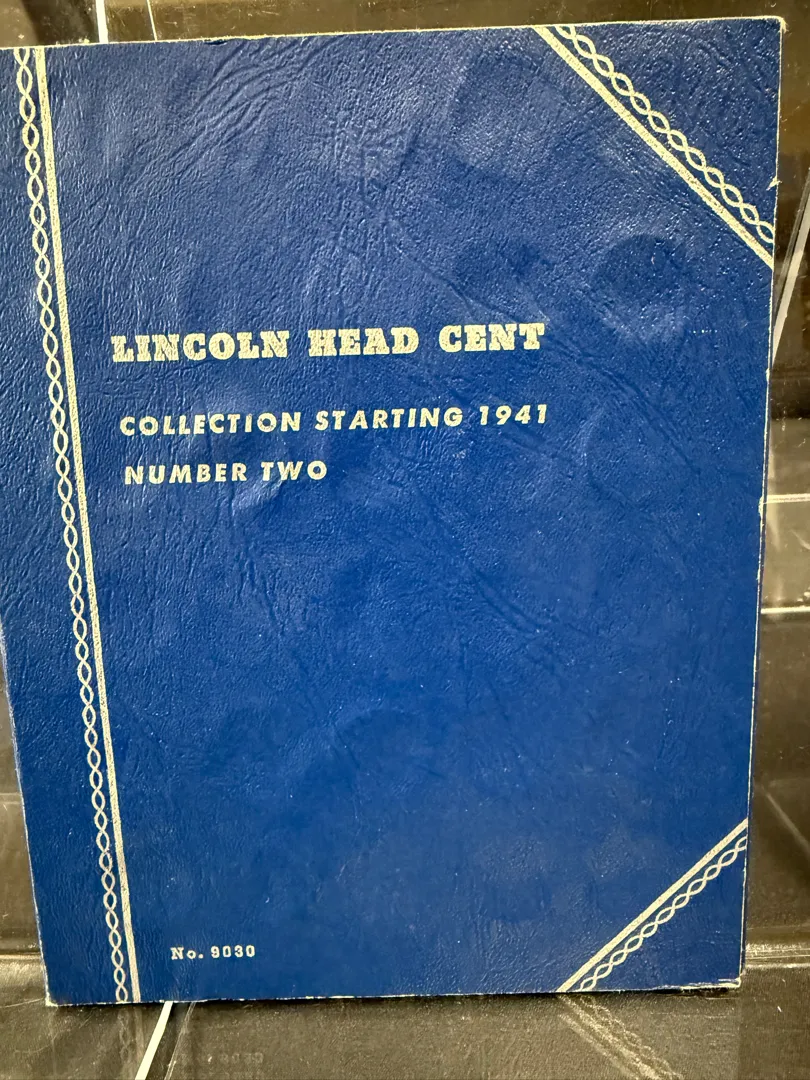 LINCOLN HEAD CENT
COLLECTION STARTING 1941
NUMBER TWO
No. 9030